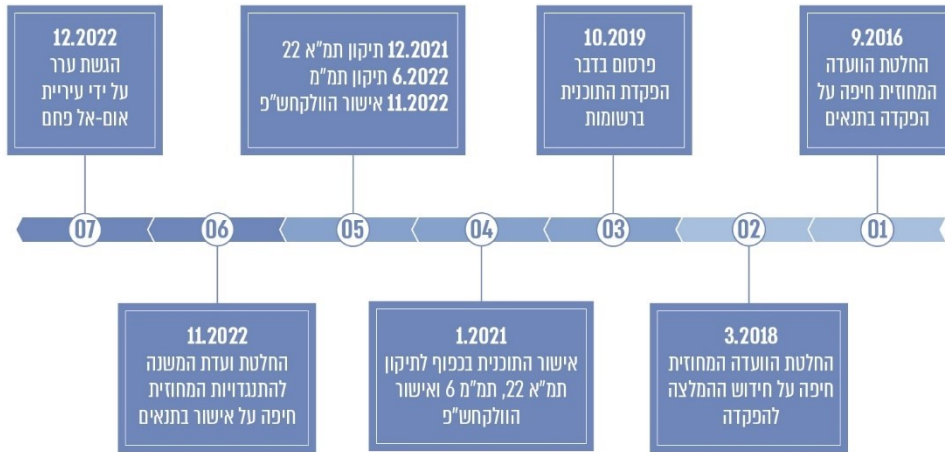 9.2016
החלטת הוועדה
המחוזית חיפה על
הפקדה בתנאים
10.2019
פרסום בדבר
הפקדת התוכנית
ברשומות
12.2021 תיקון תמ"א 22
6.2022 תיקון תמ"מ
11.2022 אישור הוולקחש"פ
12.2022
הגשת ערר
על ידי עיריית
אום-אל פחם
01
02
03
04
05
06
07
3.2018
החלטת הוועדה המחוזית
חיפה על חידוש ההמלצה
להפקדה
1.2021
אישור התוכנית בכפוף לתיקון
תמ"א 22, תמ"מ 6 ואישור
הוולקחש"פ
11.2022
החלטת ועדת המשנה
להתנגדויות המחוזית
חיפה על אישור בתנאים